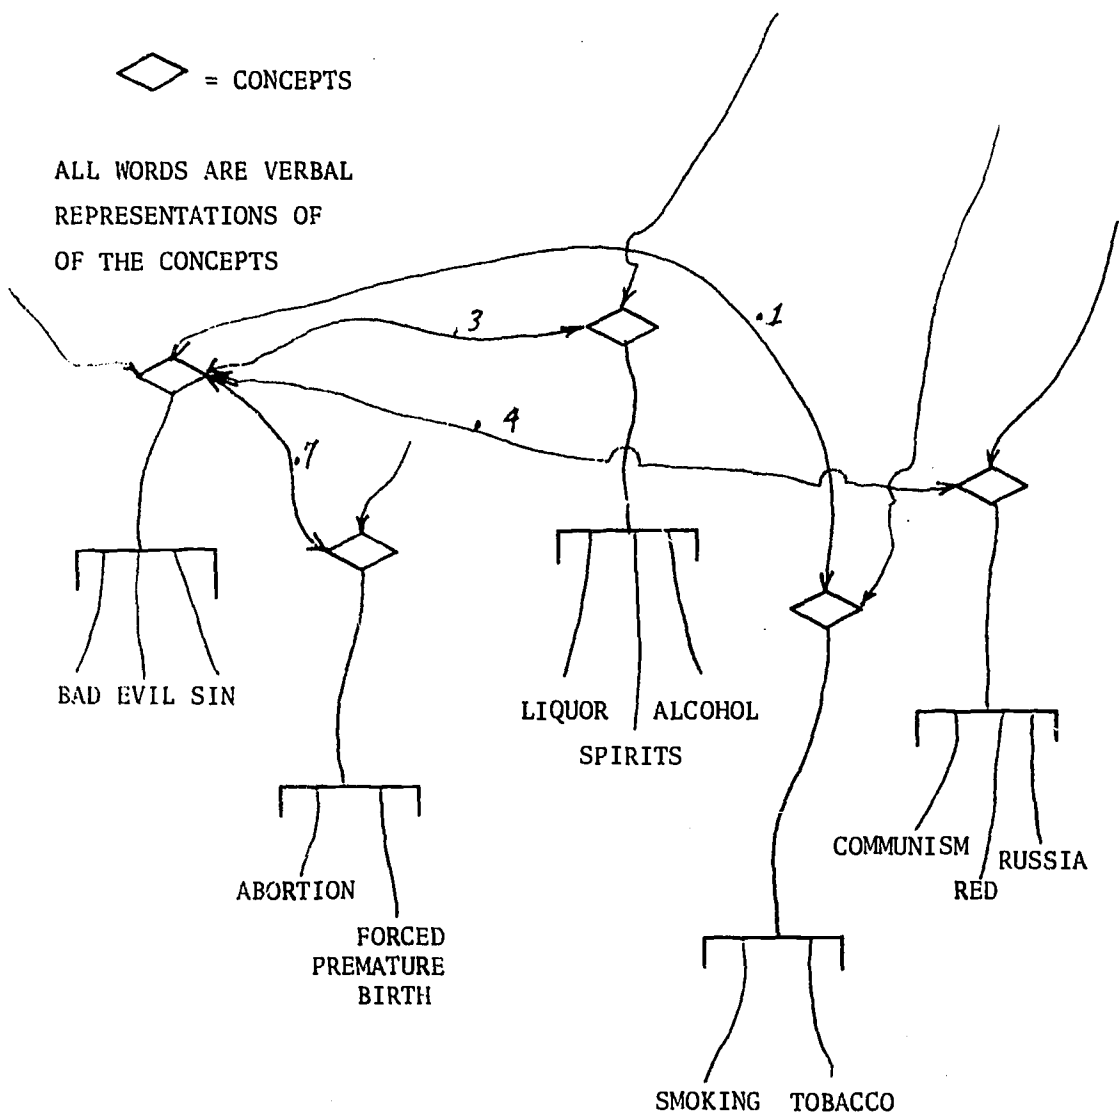 = CONCEPTS
ALL WORDS ARE VERBAL
REPRESENTATIONS OF
OF THE CONCEPTS
.1
.3
.4
.7
BAD EVIL SIN
LIQUOR ALCOHOL
SPIRITS
COMMUNISM
RUSSIA
RED
ABORTION
FORCED
PREMATURE
BIRTH
SMOKING TOBACCO